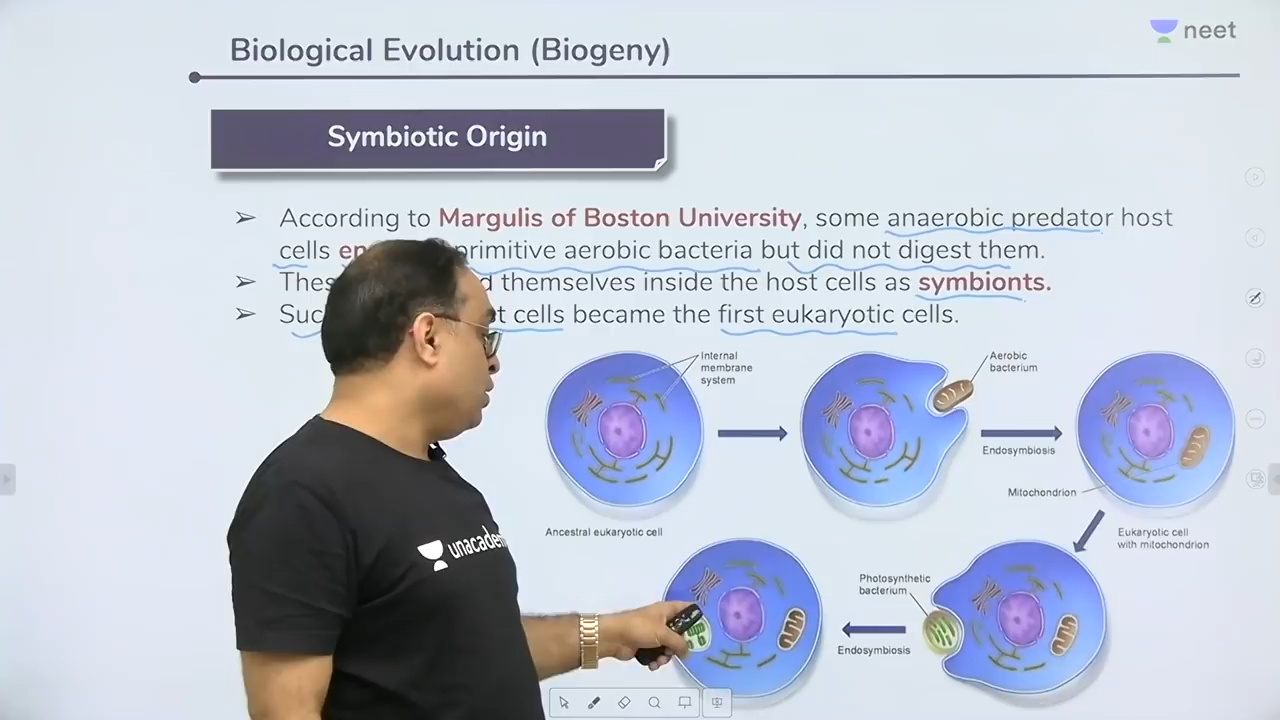 neet
Biological Evolution (Biogeny)
Symbiotic Origin
➢ According to Margulis of Boston University, some anaerobic predator host
cells primitive aerobic bacteria but did not digest them.
➢ themselves inside the host cells as symbionts.
➢ cells became the first eukaryotic cells.
Internal
membrane
system
Aerobic
bacterium
Endosymbiosis
Mitochondrion
Ancestral eukaryotic cell
Eukaryotic cell
with mitochondrion
Photosynthetic
bacterium
Endosymbiosis